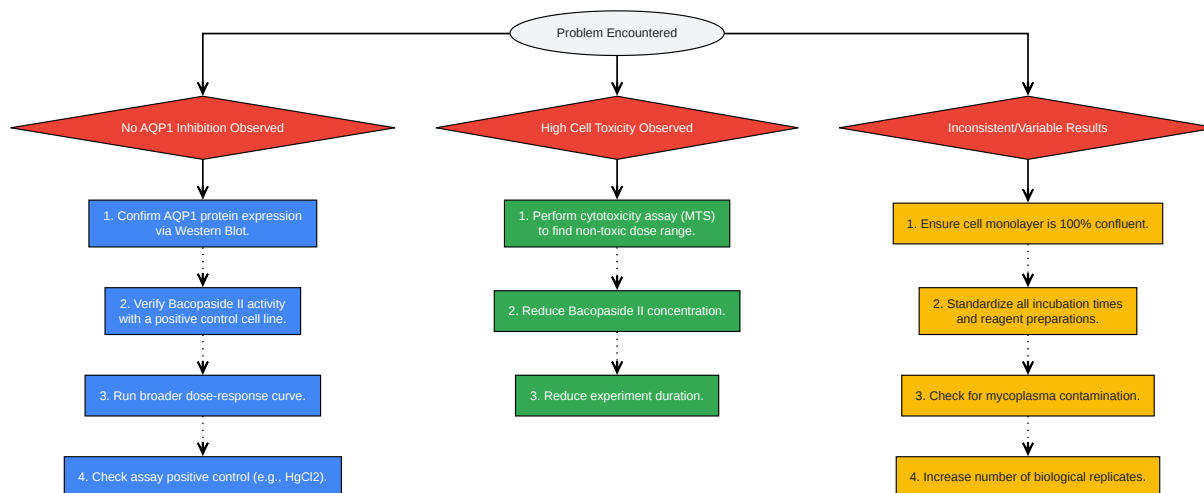 Problem Encountered
No AQP1 Inhibition Observed
High Cell Toxicity Observed
Inconsistent/Variable Results
1. Confirm AQP1 protein expression
via Western Blot.
2. Verify Bacopaside II activity
with a positive control cell line.
3. Run broader dose-response curve.
4. Check assay positive control (e.g., HgCl2).
1. Perform cytotoxicity assay (MTS)
to find non-toxic dose range.
2. Reduce Bacopaside II concentration.
3. Reduce experiment duration.
1. Ensure cell monolayer is 100% confluent.
2. Standardize all incubation times
and reagent preparations.
3. Check for mycoplasma contamination.
4. Increase number of biological replicates.